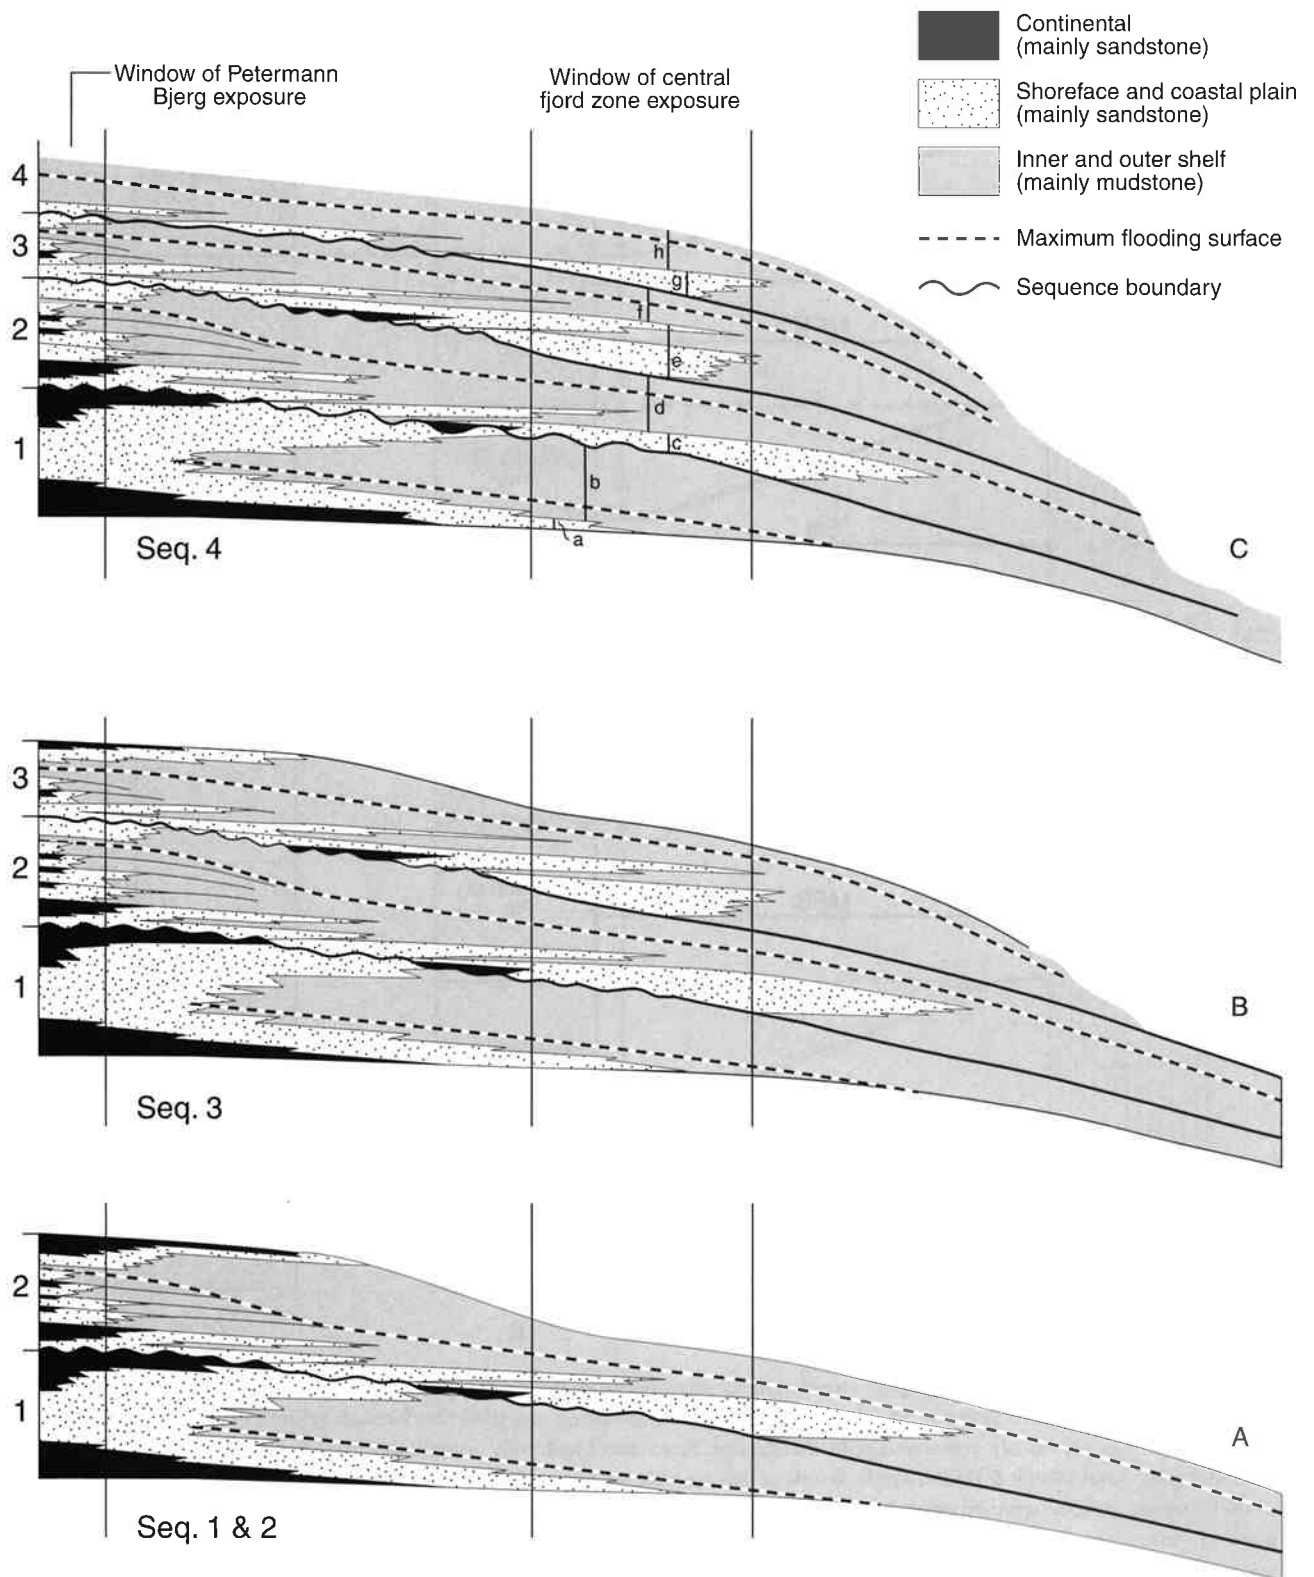 Continental
(mainly sandstone)
Shoreface and coastal plain
(mainly sandstone)
Inner and outer shelf
(mainly mudstone)
Maximum flooding surface
Sequence boundary
Window of Petermann
Bjerg exposure
Window of central
fjord zone exposure
4
3
2
1
h
g
f
e
d
c
b
a
Seq. 4
C
3
2
1
Seq. 3
B
2
1
Seq. 1 & 2
A